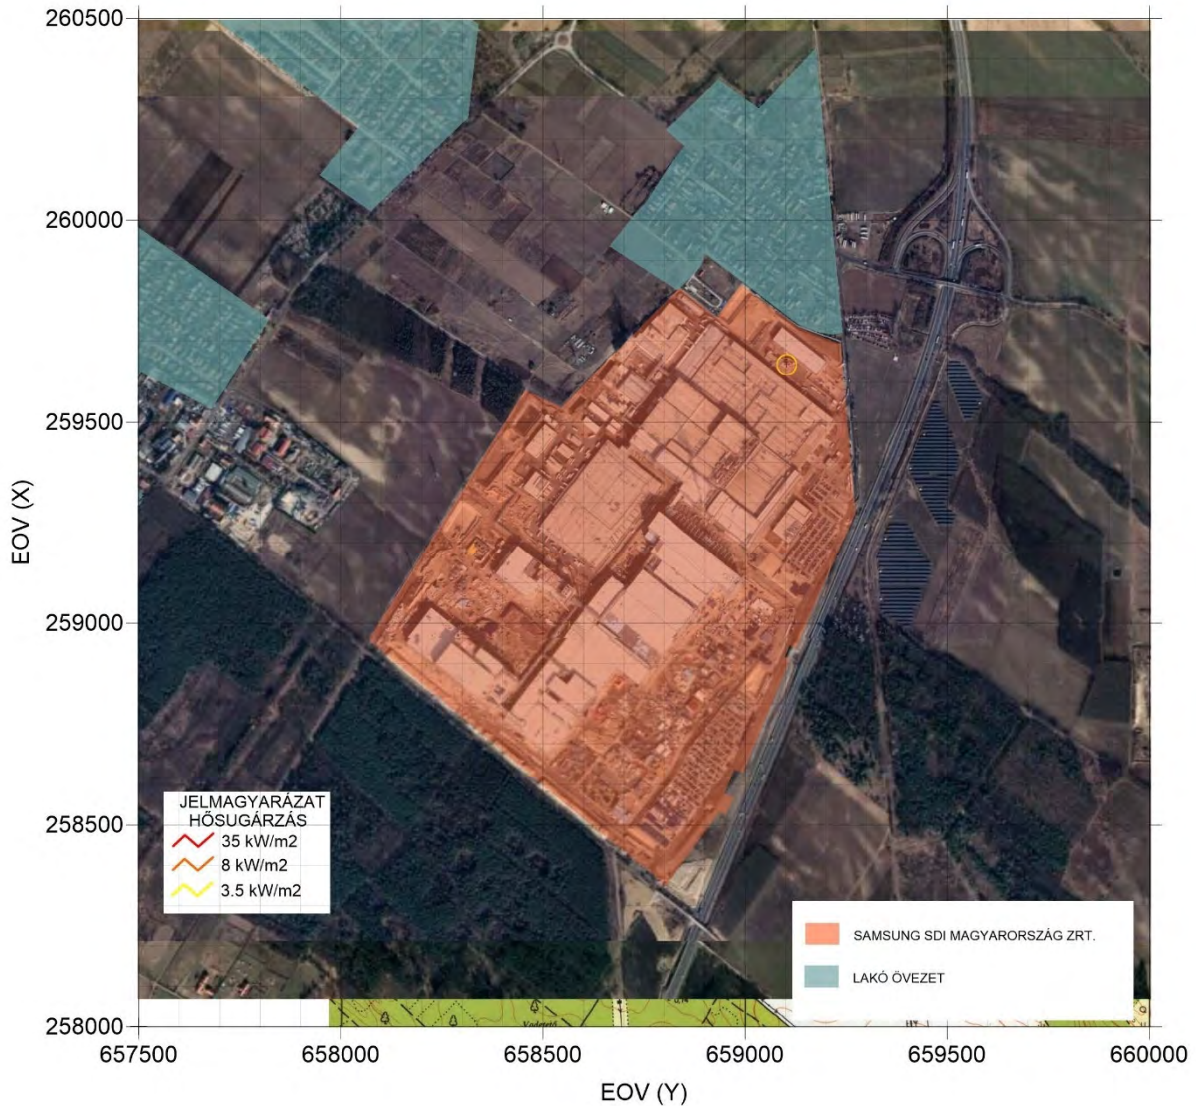 260500
260000
259500
259000
258500
258000
EOV (X)
JELMAGYARÁZAT
HŐSUGÁRZÁS
35 kW/m2
8 kW/m2
3.5 kW/m2
SAMSUNG SDI MAGYARORSZÁG ZRT.
LAKÓ ÖVEZET
657500
658000
658500
659000
659500
660000
EOV (Y)